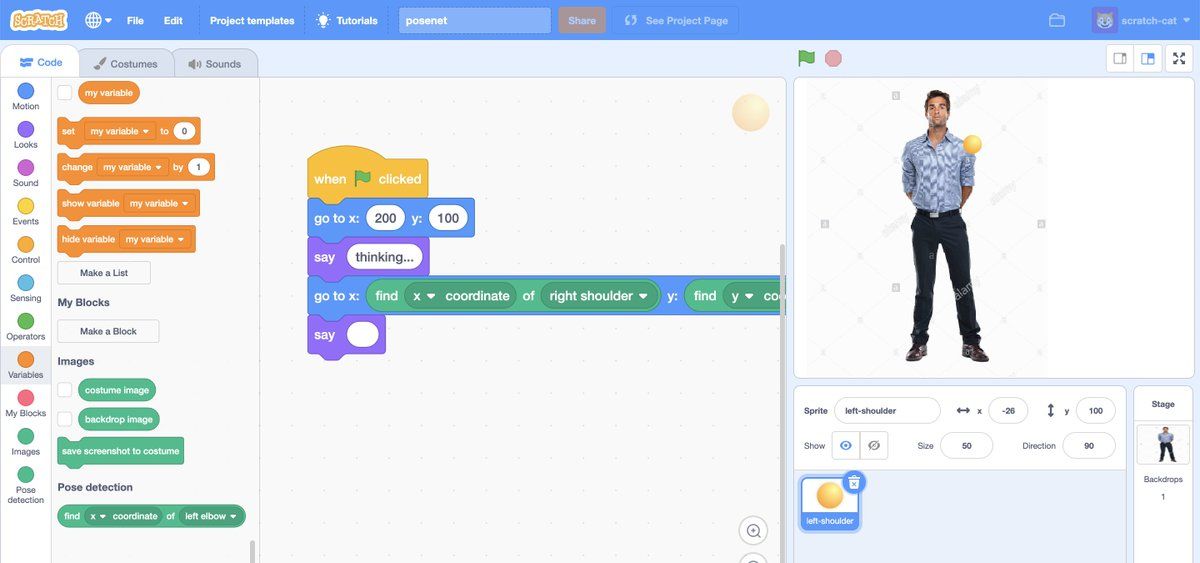 SCRATCH
File
Edit
Project templates
Tutorials
posenet
Share
See Project Page
scratch-cat
Code
Costumes
Sounds
Motion
Looks
Sound
Events
Control
Sensing
Operators
Variables
My Blocks
Images
Pose
detection
my variable
set my variable to 0
change my variable by 1
show variable my variable
hide variable my variable
Make a List
My Blocks
Make a Block
Images
costume image
backdrop image
save screenshot to costume
Pose detection
find x coordinate of left elbow
when clicked
go to x: 200 y: 100
say thinking...
go to x: find x coordinate of right shoulder y: find y coo
say
alamy
alamy
alamy
a
a
a
a
a
Sprite left-shoulder x -26 y 100
Show Size 50 Direction 90
left-shoulder
Stage
Backdrops
1